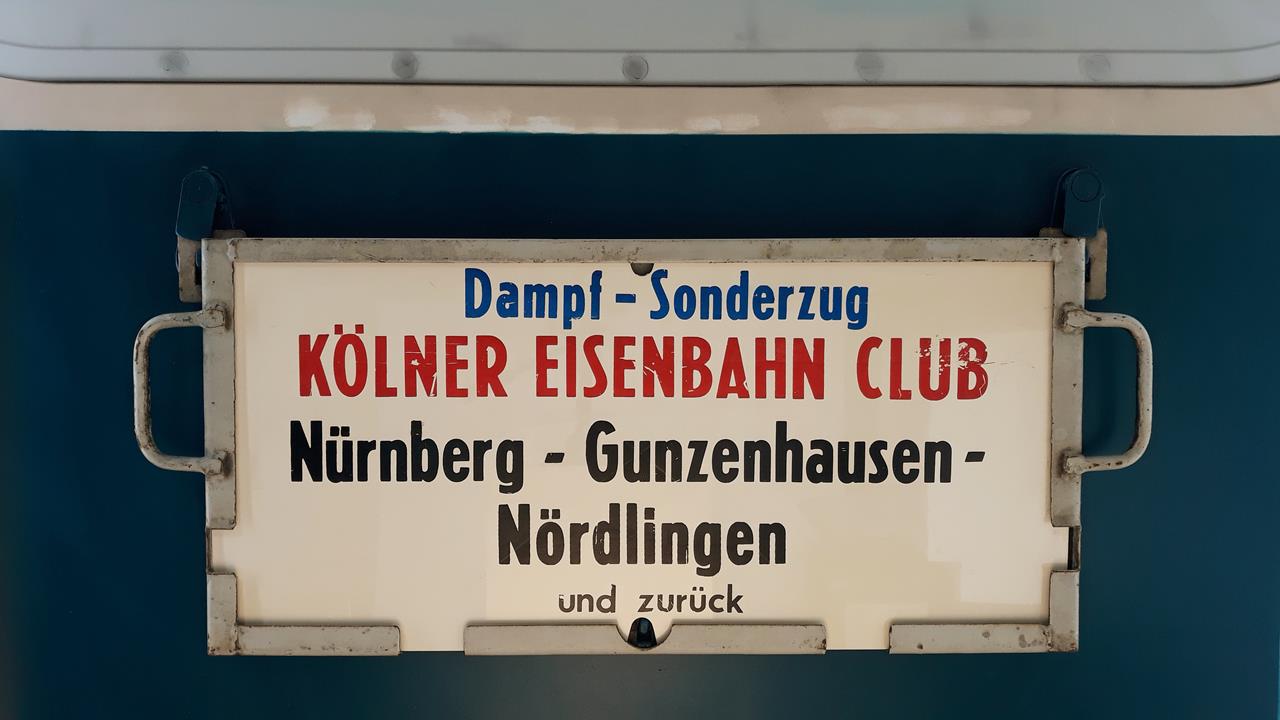 Dampf - Sonderzug
KÖLNER EISENBAHN CLUB
Nürnberg - Gunzenhausen -
Nördlingen
und zurück